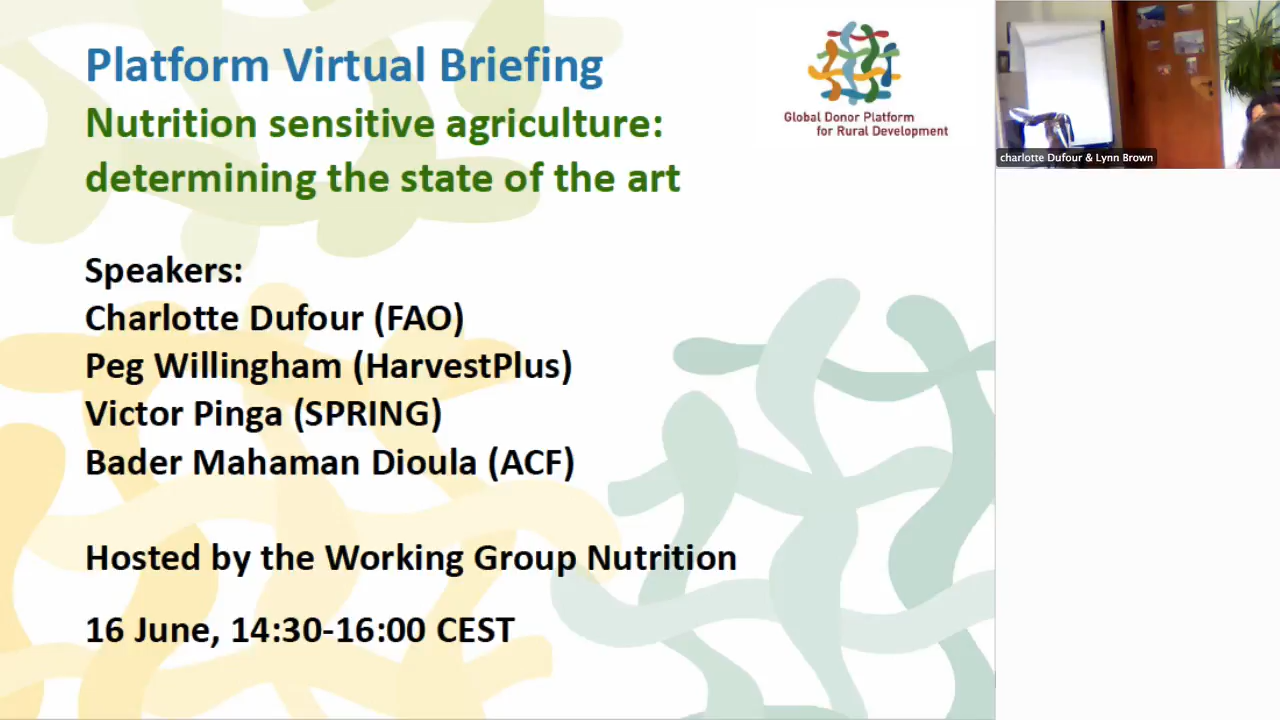 Platform Virtual Briefing
Nutrition sensitive agriculture:
determining the state of the art
Global Donor Platform
for Rural Development
Speakers:
Charlotte Dufour (FAO)
Peg Willingham (HarvestPlus)
Victor Pinga (SPRING)
Bader Mahaman Dioula (ACF)
Hosted by the Working Group Nutrition
16 June, 14:30-16:00 CEST
charlotte Dufour & Lynn Brown